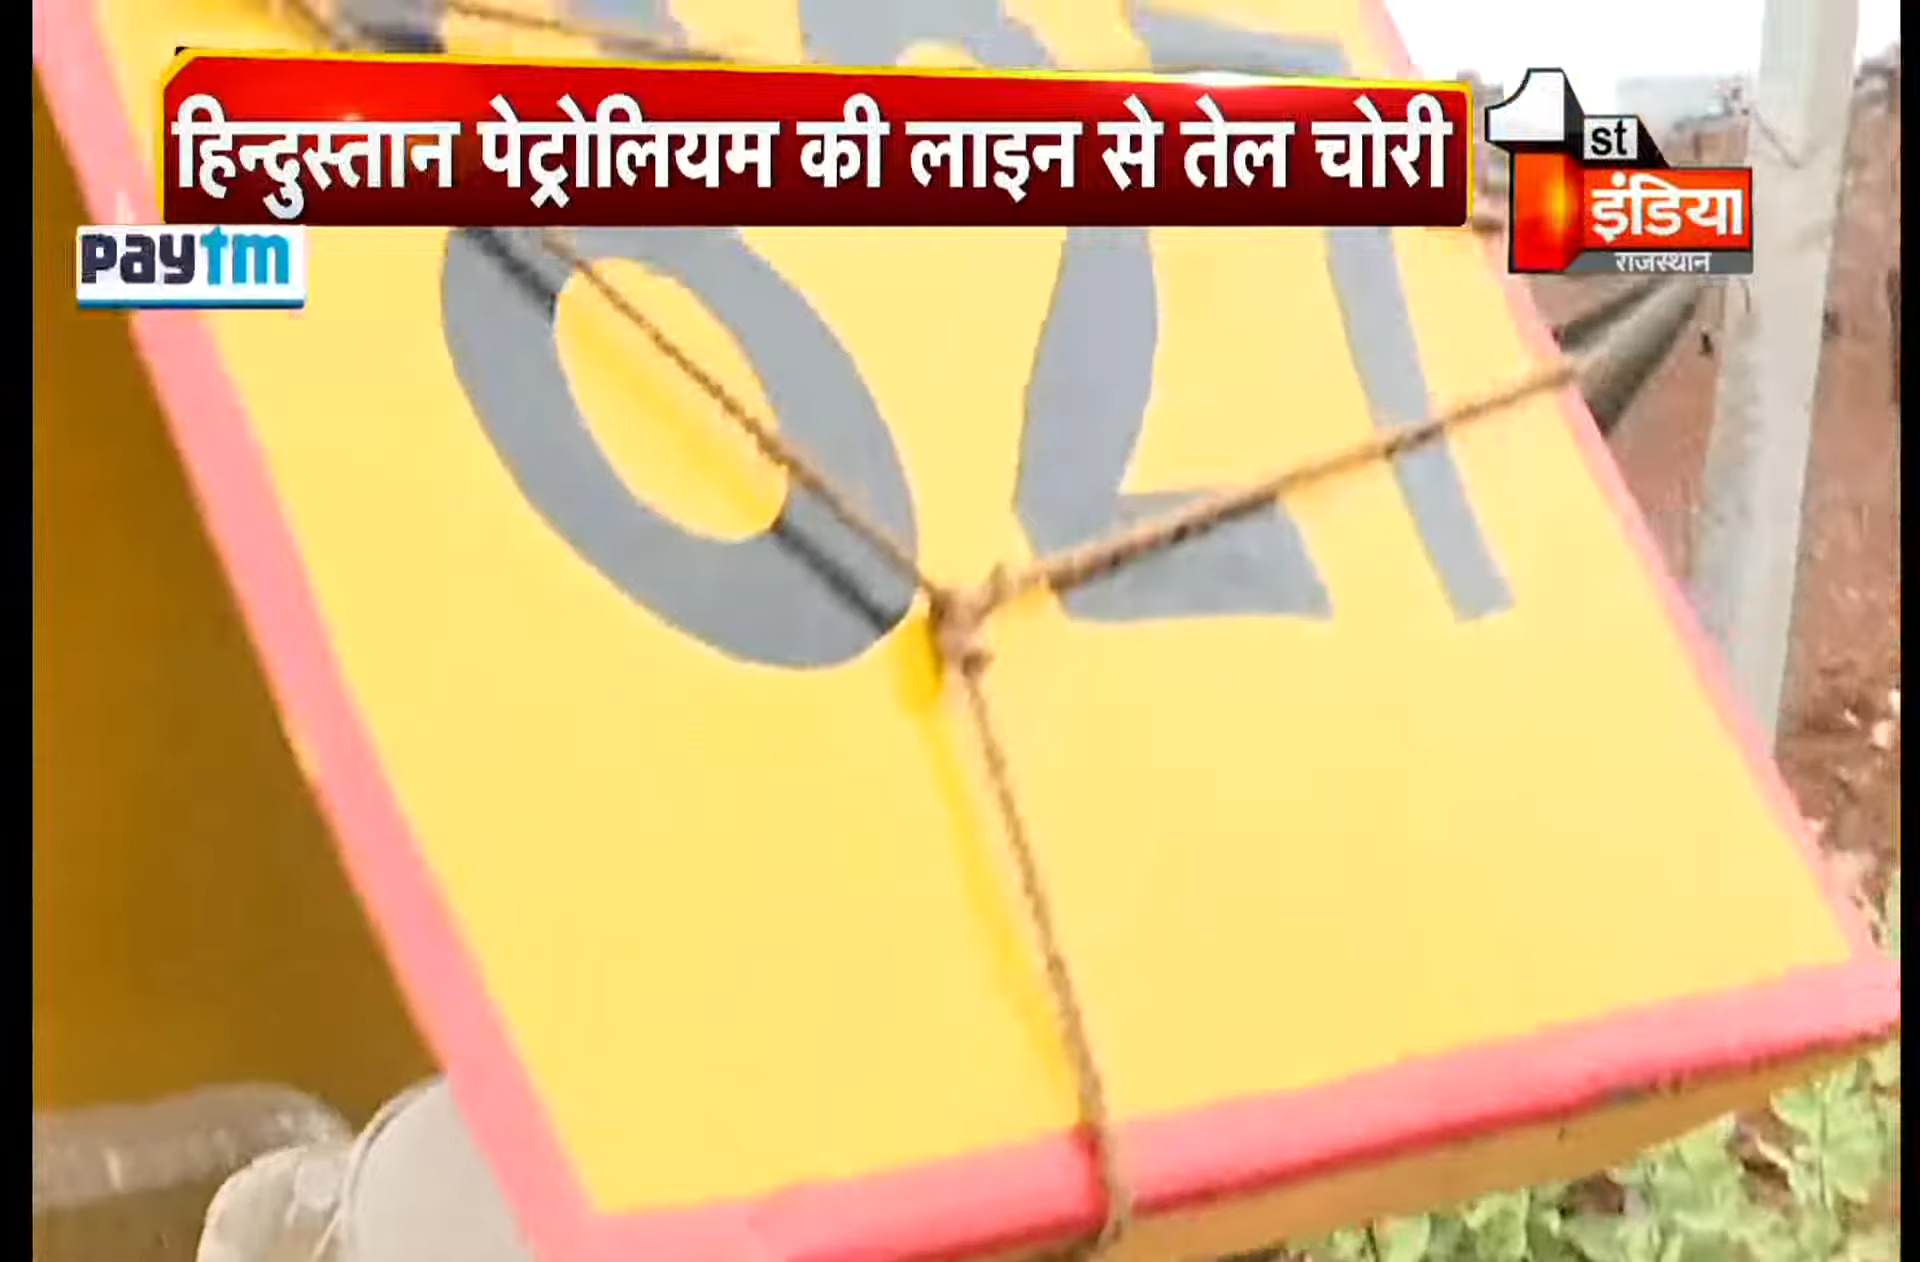 हिन्दुस्तान पेट्रोलियम की लाइन से तेल चोरी
1st
इंडिया
राजस्थान
paytm